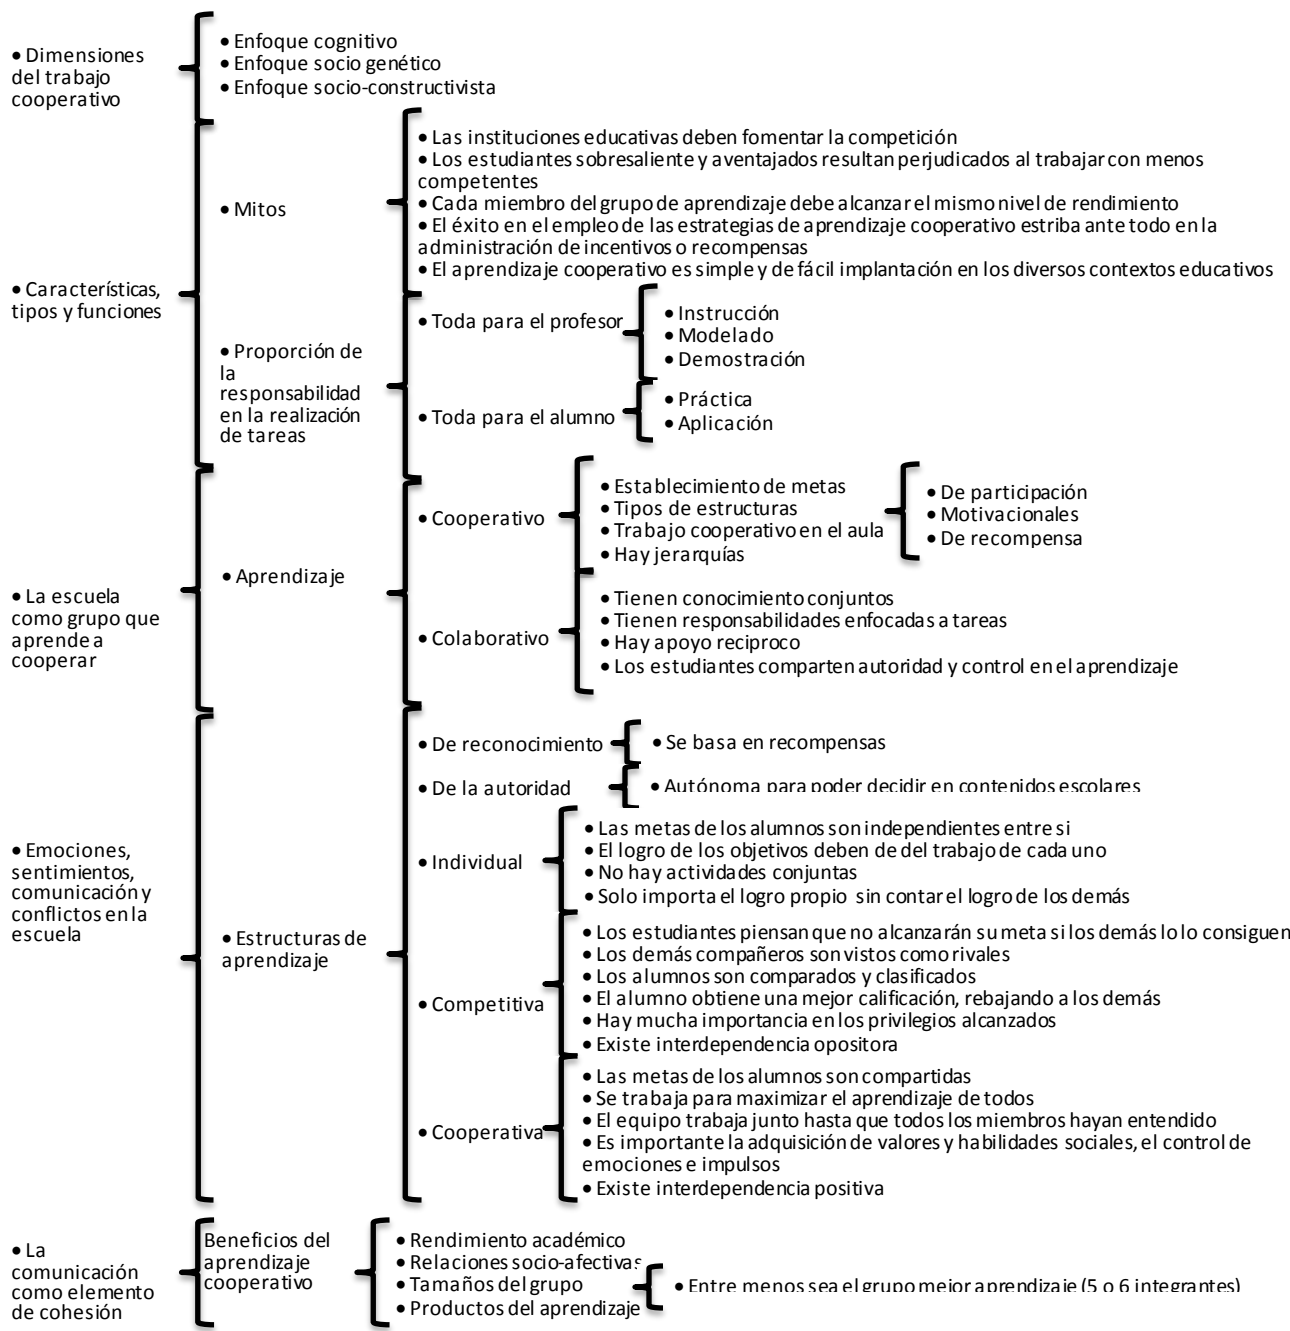 • Dimensiones
del trabajo
cooperativo
• Enfoque cognitivo
• Enfoque socio genético
• Enfoque socio-constructivista
• Características,
tipos y funciones
• Mitos
• Las instituciones educativas deben fomentar la competición
• Los estudiantes sobresaliente y aventajados resultan perjudicados al trabajar con menos
competentes
• Cada miembro del grupo de aprendizaje debe alcanzar el mismo nivel de rendimiento
• El éxito en el empleo de las estrategias de aprendizaje cooperativo estriba ante todo en la
administración de incentivos o recompensas
• El aprendizaje cooperativo es simple y de fácil implantación en los diversos contextos educativos
• Proporción de
la
responsabilidad
en la realización
de tareas
• Toda para el profesor
• Instrucción
• Modelado
• Demostración
• Toda para el alumno
• Práctica
• Aplicación
• La escuela
como grupo que
aprende a
cooperar
• Aprendizaje
• Cooperativo
• Establecimiento de metas
• Tipos de estructuras
• Trabajo cooperativo en el aula
• Hay jerarquías
• De participación
• Motivacionales
• De recompensa
• Colaborativo
• Tienen conocimiento conjuntos
• Tienen responsabilidades enfocadas a tareas
• Hay apoyo reciproco
• Los estudiantes comparten autoridad y control en el aprendizaje
• Emociones,
sentimientos,
comunicación y
conflictos en la
escuela
• Estructuras de
aprendizaje
• De reconocimiento
• Se basa en recompensas
• De la autoridad
• Autónoma para poder decidir en contenidos escolares
• Individual
• Las metas de los alumnos son independientes entre si
• El logro de los objetivos deben de del trabajo de cada uno
• No hay actividades conjuntas
• Solo importa el logro propio sin contar el logro de los demás
• Competitiva
• Los estudiantes piensan que no alcanzarán su meta si los demás lo lo consiguen
• Los demás compañeros son vistos como rivales
• Los alumnos son comparados y clasificados
• El alumno obtiene una mejor calificación, rebajando a los demás
• Hay mucha importancia en los privilegios alcanzados
• Existe interdependencia opositora
• Cooperativa
• Las metas de los alumnos son compartidas
• Se trabaja para maximizar el aprendizaje de todos
• El equipo trabaja junto hasta que todos los miembros hayan entendido
• Es importante la adquisición de valores y habilidades sociales, el control de
emociones e impulsos
• Existe interdependencia positiva
• La
comunicación
como elemento
de cohesión
Beneficios del
aprendizaje
cooperativo
• Rendimiento académico
• Relaciones socio-afectivas
• Tamaños del grupo
• Productos del aprendizaje
• Entre menos sea el grupo mejor aprendizaje (5 o 6 integrantes)